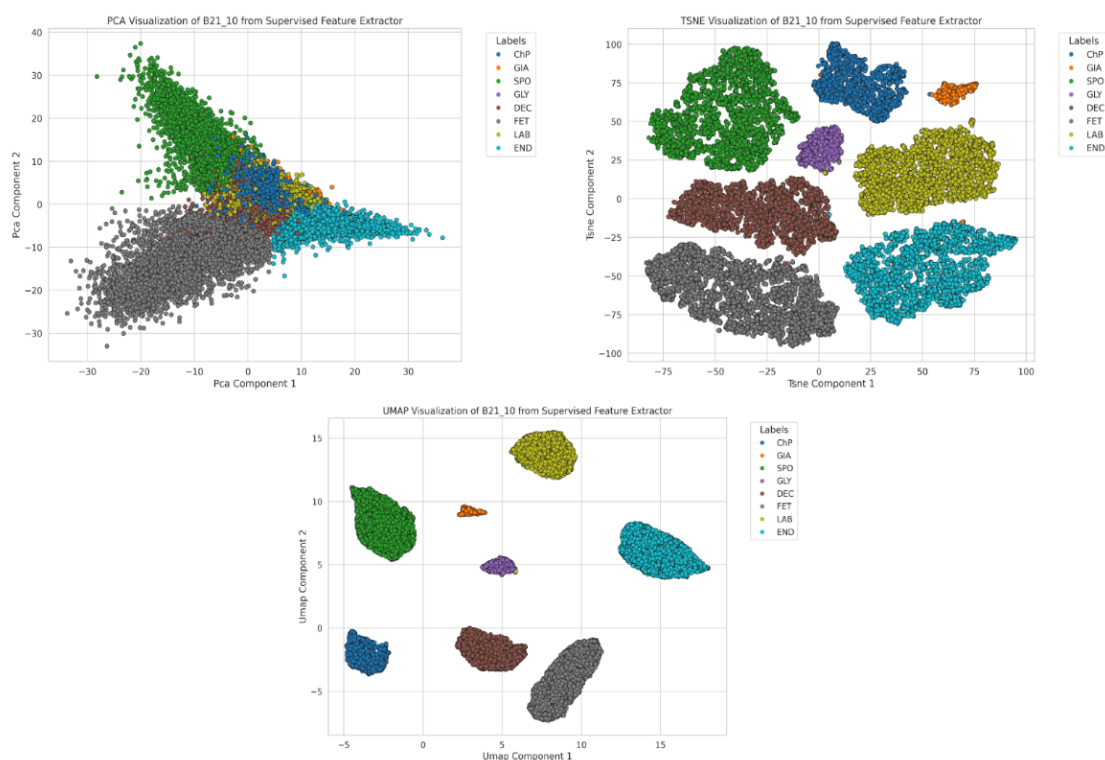 PCA Visualization of B21_10 from Supervised Feature Extractor
Labels
ChP
GIA
SPO
GLY
DEC
FET
LAB
END
40
30
20
10
0
−10
−20
−30
Pca Component 2
−30
−20
−10
0
10
20
30
Pca Component 1
TSNE Visualization of B21_10 from Supervised Feature Extractor
Labels
ChP
GIA
SPO
GLY
DEC
FET
LAB
END
100
75
50
25
0
−25
−50
−75
−100
Tsne Component 2
−75
−50
−25
0
25
50
75
100
Tsne Component 1
UMAP Visualization of B21_10 from Supervised Feature Extractor
Labels
ChP
GIA
SPO
GLY
DEC
FET
LAB
END
15
10
5
0
−5
Umap Component 2
−5
0
5
10
15
Umap Component 1